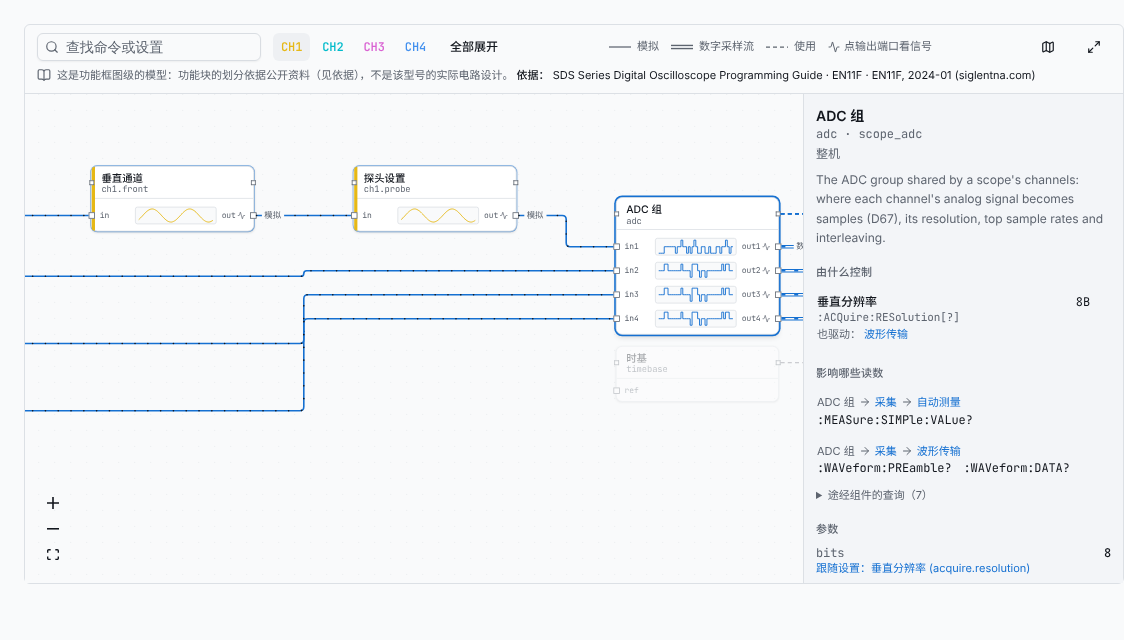 查找命令或设置
CH1 CH2 CH3 CH4 全部展开
模拟 数字采样流 使用 点输出端口看信号
这是功能框图级的模型：功能块的划分依据公开资料（见依据），不是该型号的实际电路设计。 依据： SDS Series Digital Oscilloscope Programming Guide · EN11F · EN11F, 2024-01 (siglentna.com)
垂直通道
ch1.front
in out 模拟
探头设置
ch1.probe
in out 模拟
ADC 组
adc
in1 out1 数
in2 out2
in3 out3
in4 out4
时基
timebase
ref
ADC 组
adc · scope_adc
整机
The ADC group shared by a scope's channels:
where each channel's analog signal becomes
samples (D67), its resolution, top sample rates and
interleaving.
由什么控制
垂直分辨率 8B
:ACQuire:RESolution[?]
也驱动： 波形传输
影响哪些读数
ADC 组 → 采集 → 自动测量
:MEASure:SIMPle:VALue?
ADC 组 → 采集 → 波形传输
:WAVeform:PREamble? :WAVeform:DATA?
途经组件的查询（7）
参数
bits 8
跟随设置：垂直分辨率 (acquire.resolution)